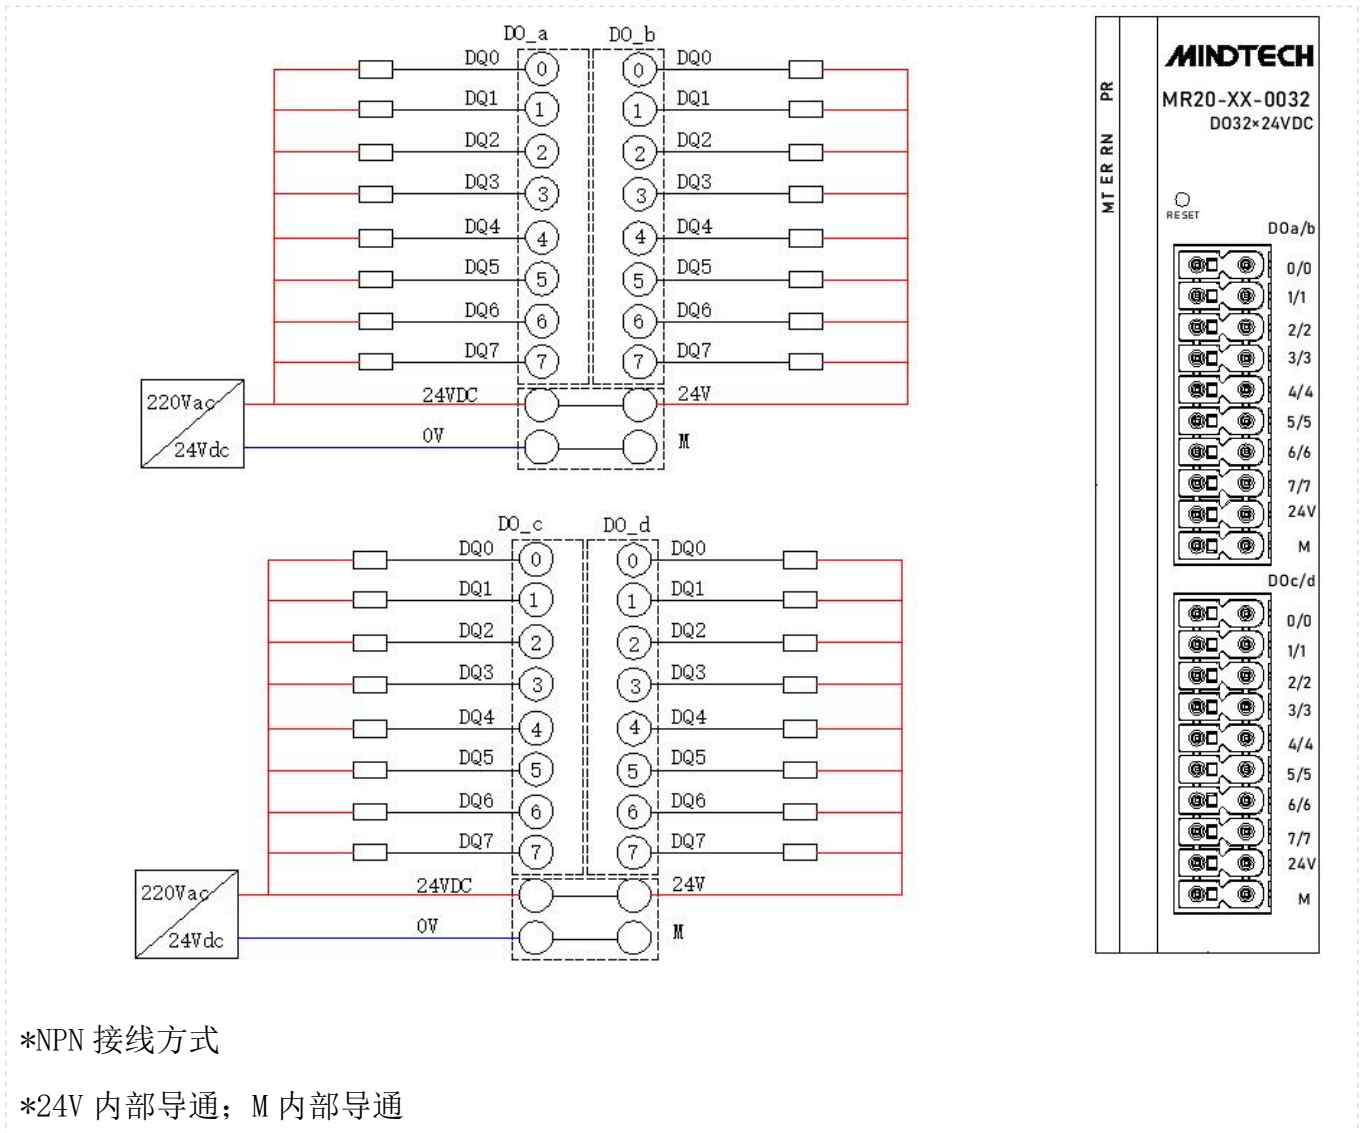 DO_a DO_b
DQ0 0 0 DQ0
DQ1 1 1 DQ1
DQ2 2 2 DQ2
DQ3 3 3 DQ3
DQ4 4 4 DQ4
DQ5 5 5 DQ5
DQ6 6 6 DQ6
DQ7 7 7 DQ7
220Vac 24VDC 24V
24Vdc 0V M
DO_c DO_d
DQ0 0 0 DQ0
DQ1 1 1 DQ1
DQ2 2 2 DQ2
DQ3 3 3 DQ3
DQ4 4 4 DQ4
DQ5 5 5 DQ5
DQ6 6 6 DQ6
DQ7 7 7 DQ7
220Vac 24VDC 24V
24Vdc 0V M
MT ER RN PR
MINDTECH
MR20-XX-0032
DO32×24VDC
RESET
DOa/b
0/0
1/1
2/2
3/3
4/4
5/5
6/6
7/7
24V
M
DOc/d
0/0
1/1
2/2
3/3
4/4
5/5
6/6
7/7
24V
M
*NPN 接线方式
*24V 内部导通；M 内部导通